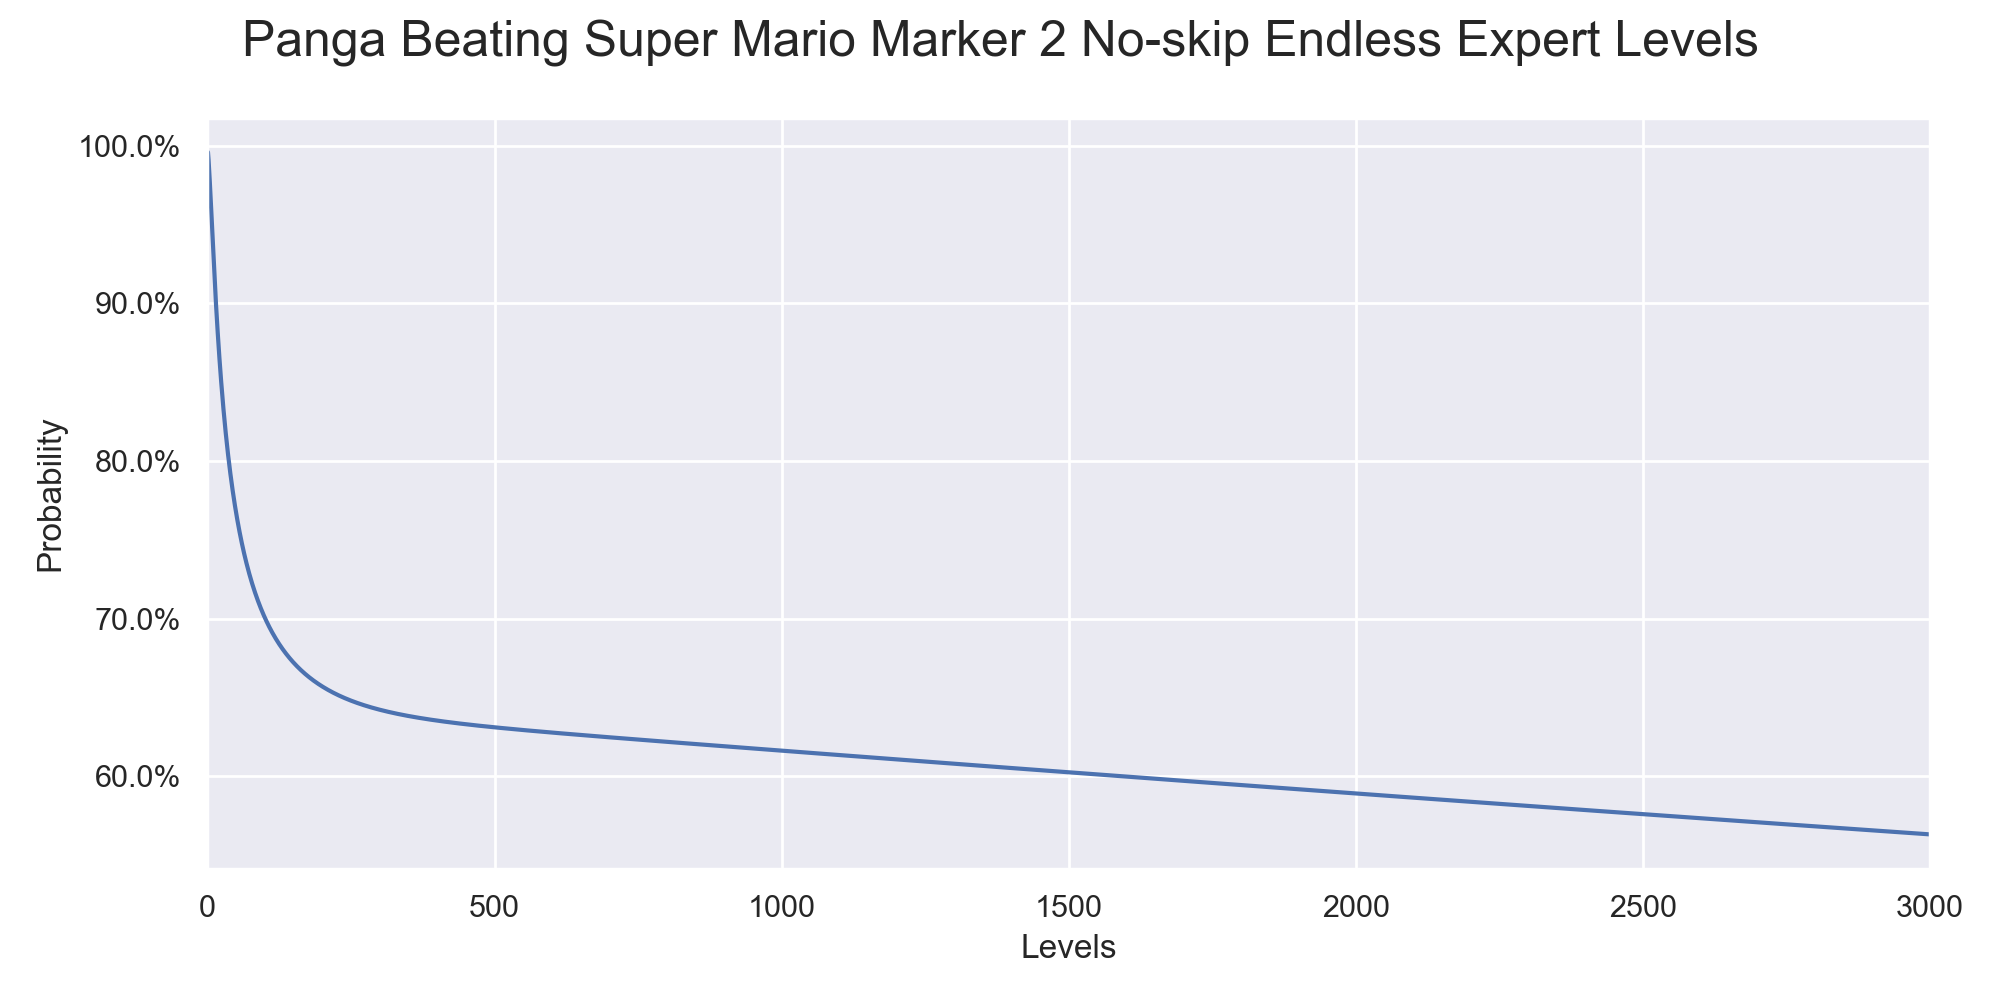 Panga Beating Super Mario Marker 2 No-skip Endless Expert Levels
100.0%
90.0%
80.0%
70.0%
60.0%
Probability
0 500 1000 1500 2000 2500 3000
Levels